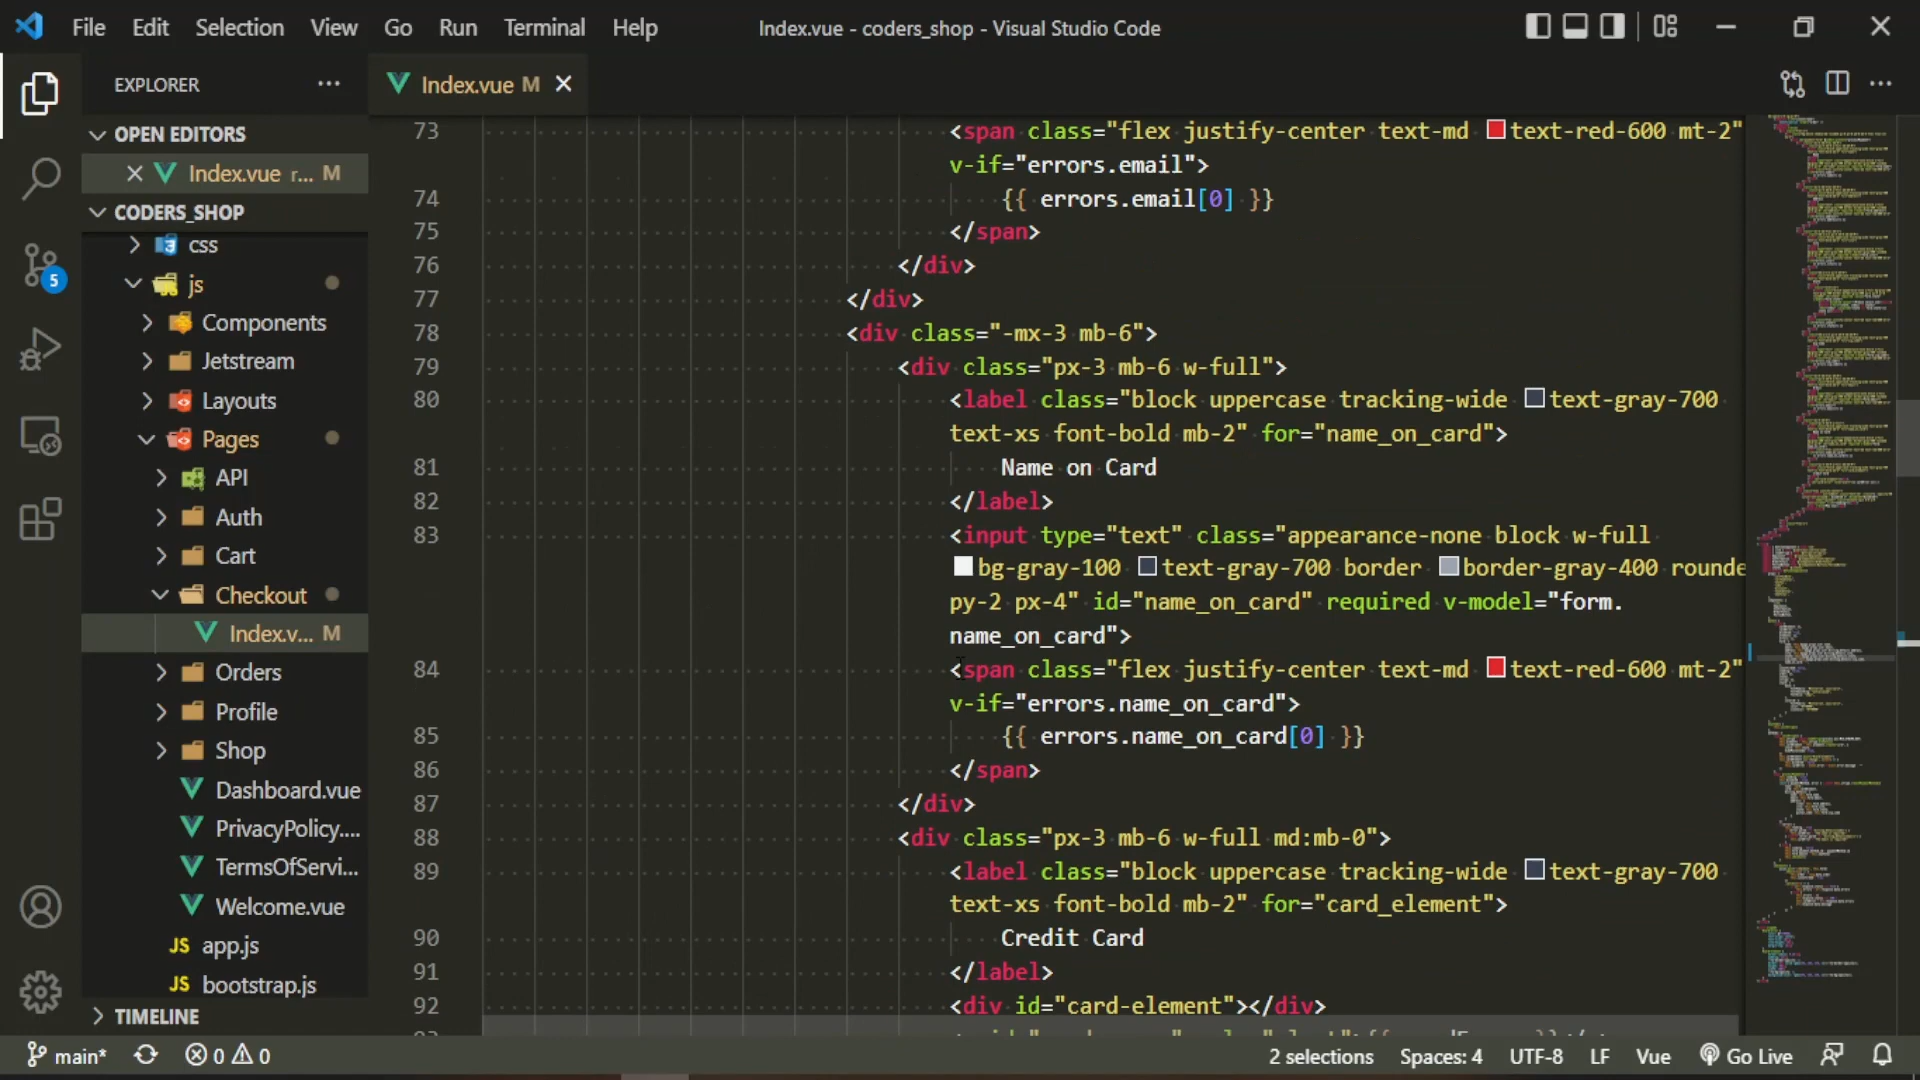 File Edit Selection View Go Run Terminal Help Index.vue - coders_shop - Visual Studio Code
EXPLORER ··· Index.vue M
OPEN EDITORS
Index.vue r... M
CODERS_SHOP
css
js
Components
Jetstream
Layouts
Pages
API
Auth
Cart
Checkout
Index.v... M
Orders
Profile
Shop
Dashboard.vue
PrivacyPolicy....
TermsOfServi...
Welcome.vue
JS app.js
JS bootstrap.js
TIMELINE
5
73 <span class="flex justify-center text-md text-red-600 mt-2"
v-if="errors.email">
74 {{ errors.email[0] }}
75 </span>
76 </div>
77 </div>
78 <div class="-mx-3 mb-6">
79 <div class="px-3 mb-6 w-full">
80 <label class="block uppercase tracking-wide text-gray-700
text-xs font-bold mb-2" for="name_on_card">
81 Name on Card
82 </label>
83 <input type="text" class="appearance-none block w-full
bg-gray-100 text-gray-700 border border-gray-400 rounde
py-2 px-4" id="name_on_card" required v-model="form.
name_on_card">
84 <span class="flex justify-center text-md text-red-600 mt-2"
v-if="errors.name_on_card">
85 {{ errors.name_on_card[0] }}
86 </span>
87 </div>
88 <div class="px-3 mb-6 w-full md:mb-0">
89 <label class="block uppercase tracking-wide text-gray-700
text-xs font-bold mb-2" for="card_element">
90 Credit Card
91 </label>
92 <div id="card-element"></div>
main* 0 0 2 selections Spaces: 4 UTF-8 LF Vue Go Live